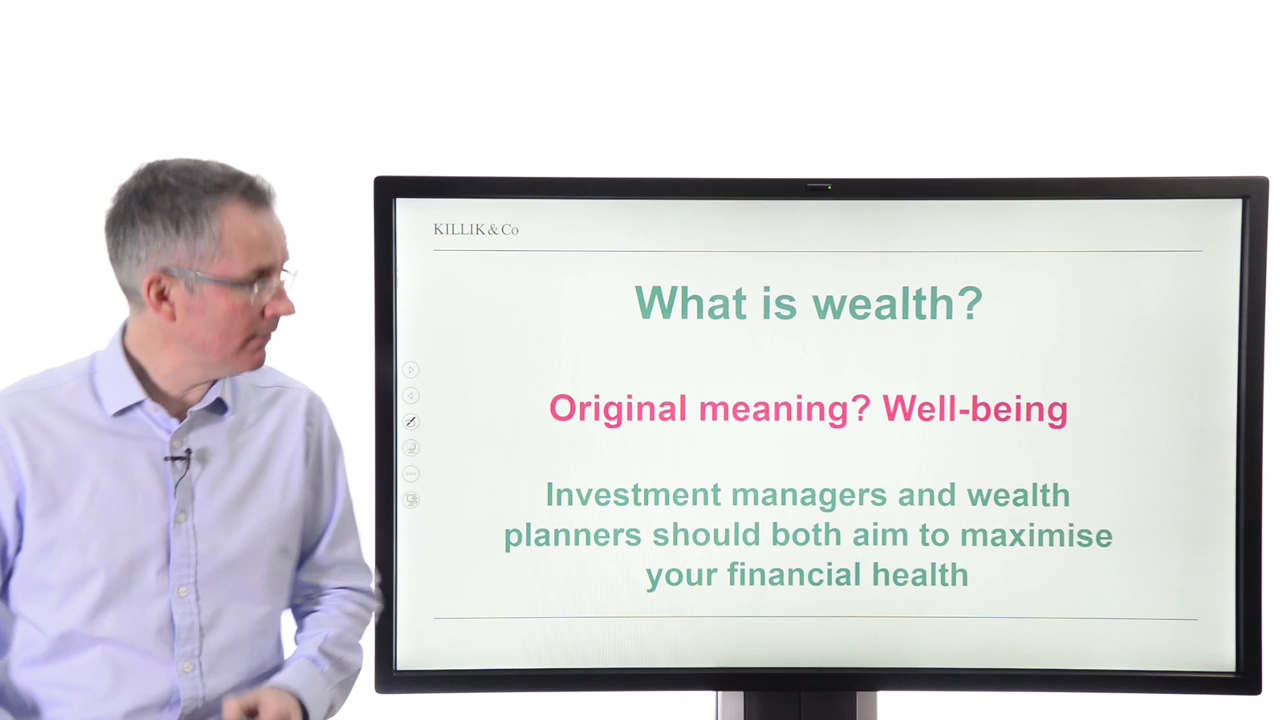 KILLIK & Co
What is wealth?
Original meaning? Well-being
Investment managers and wealth
planners should both aim to maximise
your financial health